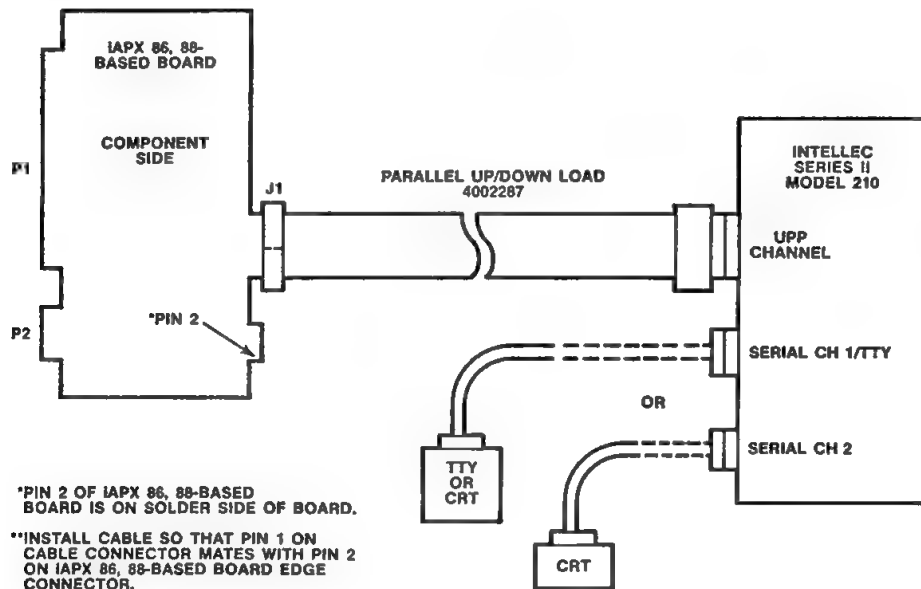 iAPX 86, 88-
BASED BOARD
COMPONENT
SIDE
P1
P2
J1
*PIN 2
PARALLEL UP/DOWN LOAD
4002287
INTELLEC
SERIES II
MODEL 210
UPP
CHANNEL
SERIAL CH 1/TTY
OR
SERIAL CH 2
TTY
OR
CRT
CRT
*PIN 2 OF iAPX 86, 88-BASED
BOARD IS ON SOLDER SIDE OF BOARD.
**INSTALL CABLE SO THAT PIN 1 ON
CABLE CONNECTOR MATES WITH PIN 2
ON iAPX 86, 88-BASED BOARD EDGE
CONNECTOR.